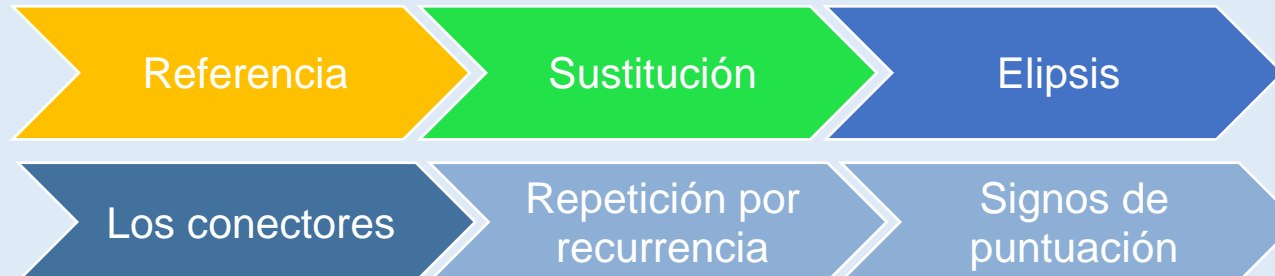 Referencia
Sustitución
Elipsis
Los conectores
Repetición por
recurrencia
Signos de
puntuación